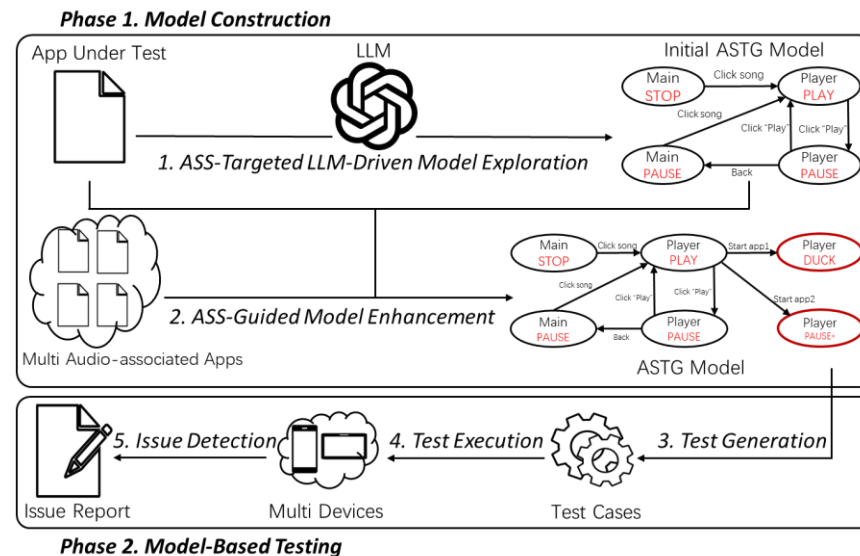 Phase 1. Model Construction
App Under Test
LLM
Initial ASTG Model
Main
STOP
Click song
Player
PLAY
Click song
Click "Play"
Click "Play"
1. ASS-Targeted LLM-Driven Model Exploration
Main
PAUSE
Back
Player
PAUSE
Main
STOP
Click song
Player
PLAY
Start app1
Player
DUCK
Click song
Click "Play"
Click "Play"
Start app2
2. ASS-Guided Model Enhancement
Main
PAUSE
Back
Player
PAUSE
Player
PAUSE*
Multi Audio-associated Apps
ASTG Model
5. Issue Detection
4. Test Execution
3. Test Generation
Issue Report
Multi Devices
Test Cases
Phase 2. Model-Based Testing